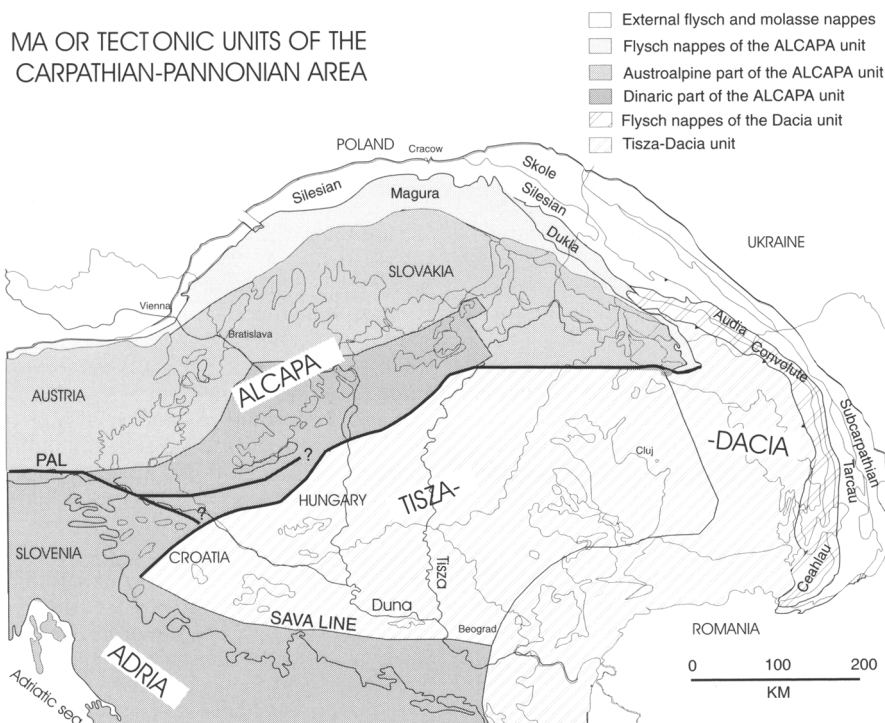 MA OR TECTONIC UNITS OF THE
CARPATHIAN-PANNONIAN AREA
External flysch and molasse nappes
Flysch nappes of the ALCAPA unit
Austroalpine part of the ALCAPA unit
Dinaric part of the ALCAPA unit
Flysch nappes of the Dacia unit
Tisza-Dacia unit
POLAND
Cracow
Skole
Silesian
Silesian
Magura
Dukla
UKRAINE
SLOVAKIA
Vienna
Bratislava
Audia
Convolute
ALCAPA
AUSTRIA
Subcarpathian
Tarcau
-DACIA
Cluj
PAL
?
TISZA-
HUNGARY
?
SLOVENIA
CROATIA
Tisza
Ceahlau
Duna
SAVA LINE
Beograd
ROMANIA
ADRIA
Adriatic sea
0 100 200
KM